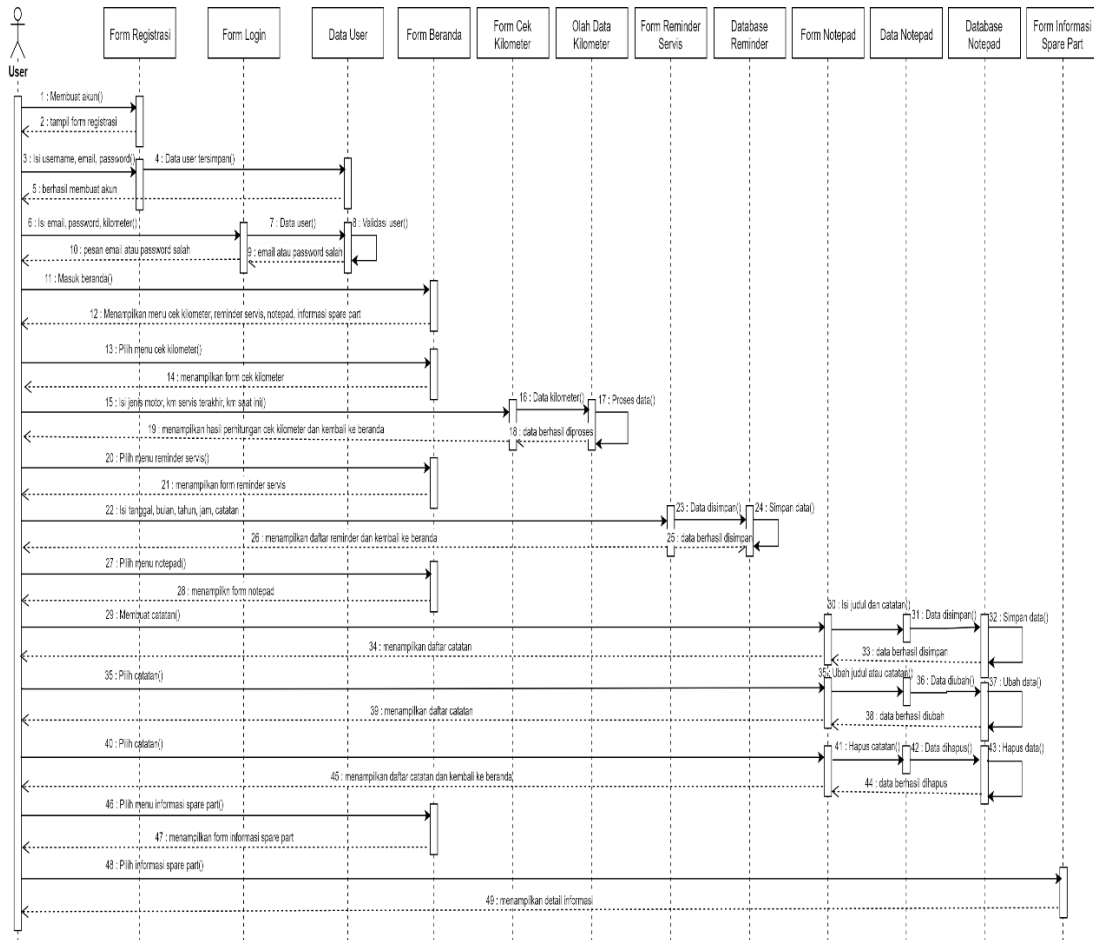 User
Form Registrasi
Form Login
Data User
Form Beranda
Form Cek
Kilometer
Olah Data
Kilometer
Form Reminder
Servis
Database
Reminder
Form Notepad
Data Notepad
Database
Notepad
Form Informasi
Spare Part
1 : Membuat akun()
2 : tampil form registrasi
3 : Isi username, email, password()
4 : Data user tersimpan()
5 : berhasil membuat akun
6 : Isi email, password, kilometer()
7 : Data user()
8 : Validasi user()
9 : email atau password salah
10 : pesan email atau password salah
11 : Masuk beranda()
12 : Menampilkan menu cek kilometer, reminder servis, notepad, informasi spare part
13 : Pilih menu cek kilometer()
14 : menampilkan form cek kilometer
15 : Isi jenis motor, km servis terakhir, km saat ini()
16 : Data kilometer()
17 : Proses data()
18 : data berhasil diproses
19 : menampilkan hasil perhitungan cek kilometer dan kembali ke beranda
20 : Pilih menu reminder servis()
21 : menampilkan form reminder servis
22 : Isi tanggal, bulan, tahun, jam, catatan
23 : Data disimpan()
24 : Simpan data()
25 : data berhasil disimpan
26 : menampilkan daftar reminder dan kembali ke beranda
27 : Pilih menu notepad()
28 : menampilkn form notepad
29 : Membuat catatan()
30 : Isi judul dan catatan()
31 : Data disimpan()
32 : Simpan data()
33 : data berhasil disimpan
34 : menampilkan daftar catatan
35 : Pilih catatan()
35 : Ubah judul atau catatan()
36 : Data diubah()
37 : Ubah data()
38 : data berhasil diubah
39 : menampilkan daftar catatan
40 : Pilih catatan()
41 : Hapus catatan()
42 : Data dihapus()
43 : Hapus data()
44 : data berhasil dihapus
45 : menampilkan daftar catatan dan kembali ke beranda
46 : Pilih menu informasi spare part()
47 : menampilkan form informasi spare part
48 : Pilih informasi spare part()
49 : menampilkan detail informasi